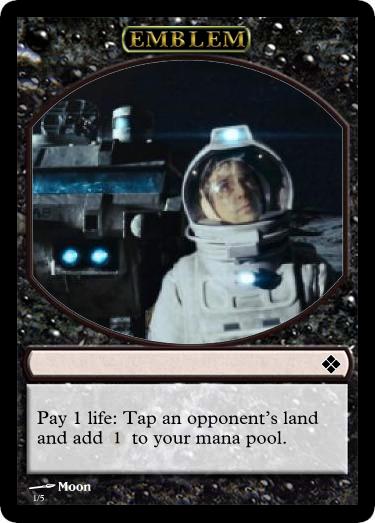 EMBLEM
Pay 1 life: Tap an opponent's land
and add 1 to your mana pool.
Moon
1/5